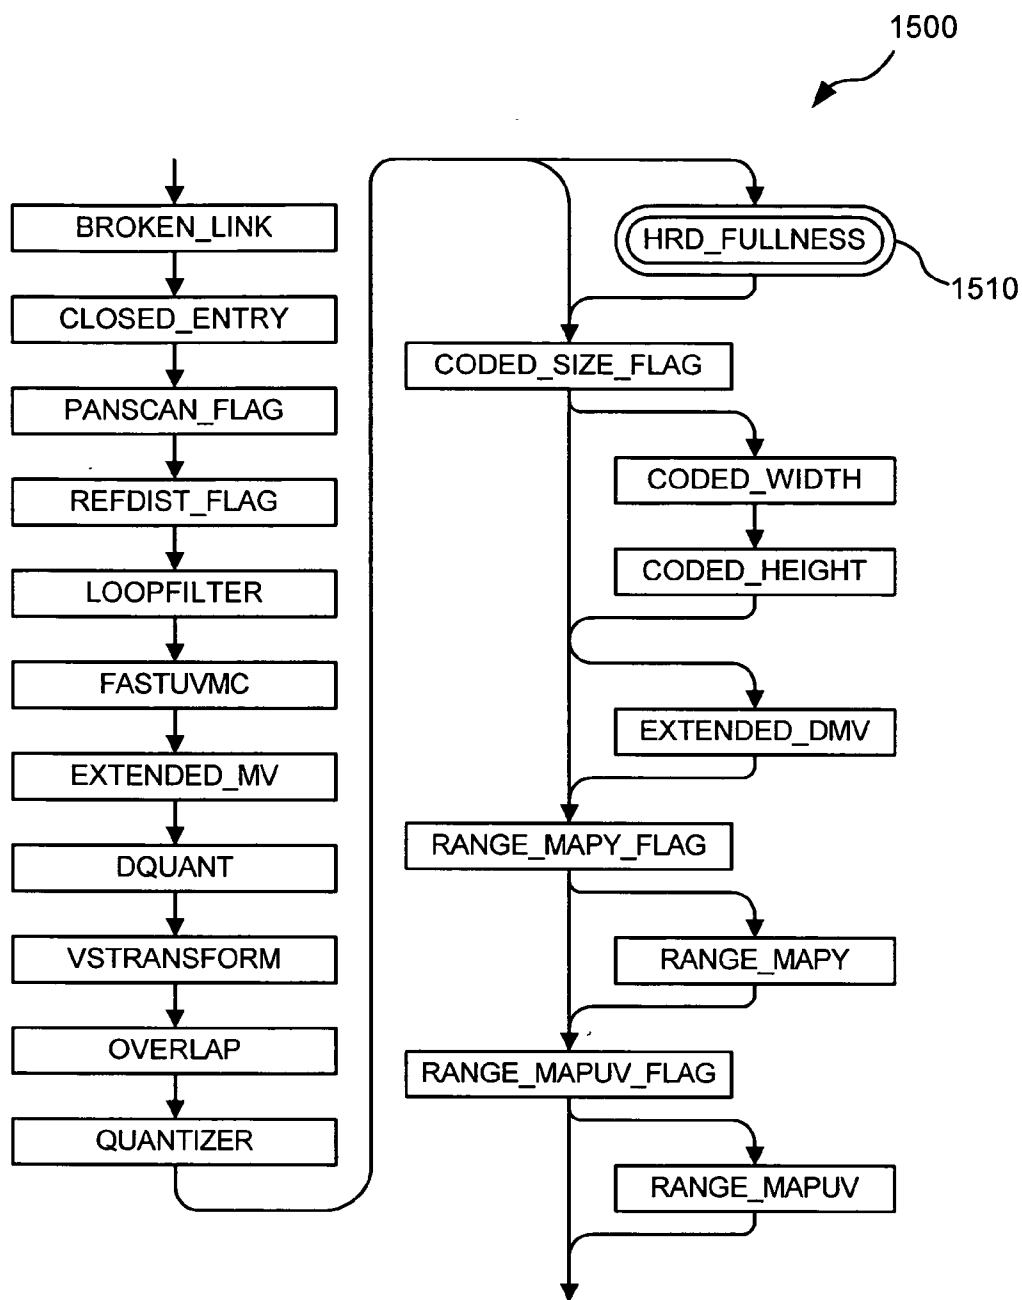 1500
BROKEN_LINK
CLOSED_ENTRY
PANSCAN_FLAG
REFDIST_FLAG
LOOPFILTER
FASTUVMC
EXTENDED_MV
DQUANT
VSTRANSFORM
OVERLAP
QUANTIZER
HRD_FULLNESS
1510
CODED_SIZE_FLAG
CODED_WIDTH
CODED_HEIGHT
EXTENDED_DMV
RANGE_MAPY_FLAG
RANGE_MAPY
RANGE_MAPUV_FLAG
RANGE_MAPUV